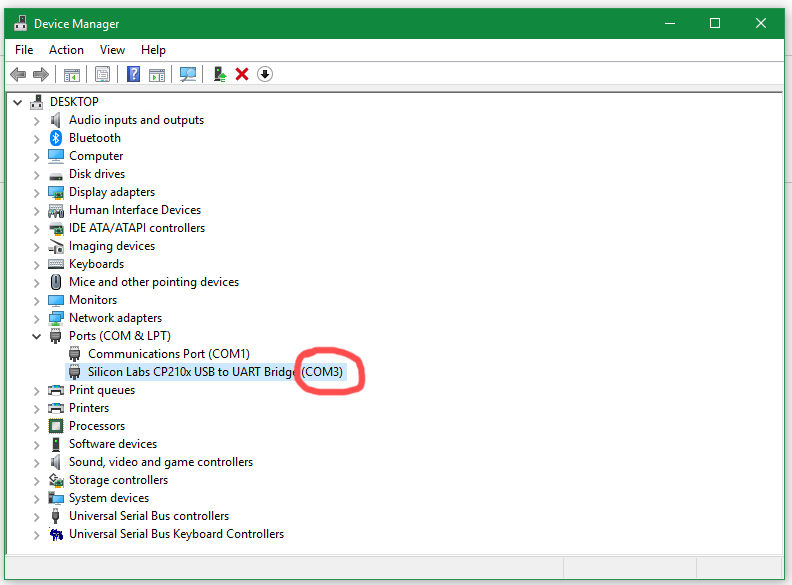 Device Manager
File Action View Help
DESKTOP
Audio inputs and outputs
Bluetooth
Computer
Disk drives
Display adapters
Human Interface Devices
IDE ATA/ATAPI controllers
Imaging devices
Keyboards
Mice and other pointing devices
Monitors
Network adapters
Ports (COM & LPT)
Communications Port (COM1)
Silicon Labs CP210x USB to UART Bridge (COM3)
Print queues
Printers
Processors
Software devices
Sound, video and game controllers
Storage controllers
System devices
Universal Serial Bus controllers
Universal Serial Bus Keyboard Controllers